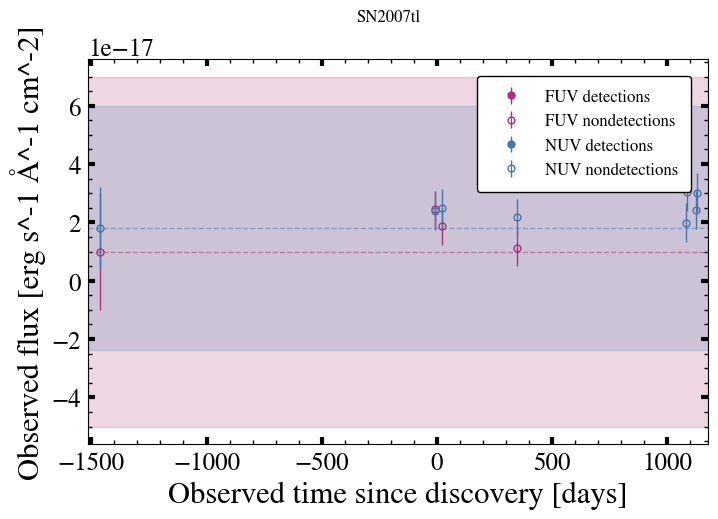 SN2007tl
1e−17
FUV detections
FUV nondetections
NUV detections
NUV nondetections
6
4
2
0
−2
−4
Observed flux [erg s^-1 Å^-1 cm^-2]
−1500 −1000 −500 0 500 1000
Observed time since discovery [days]